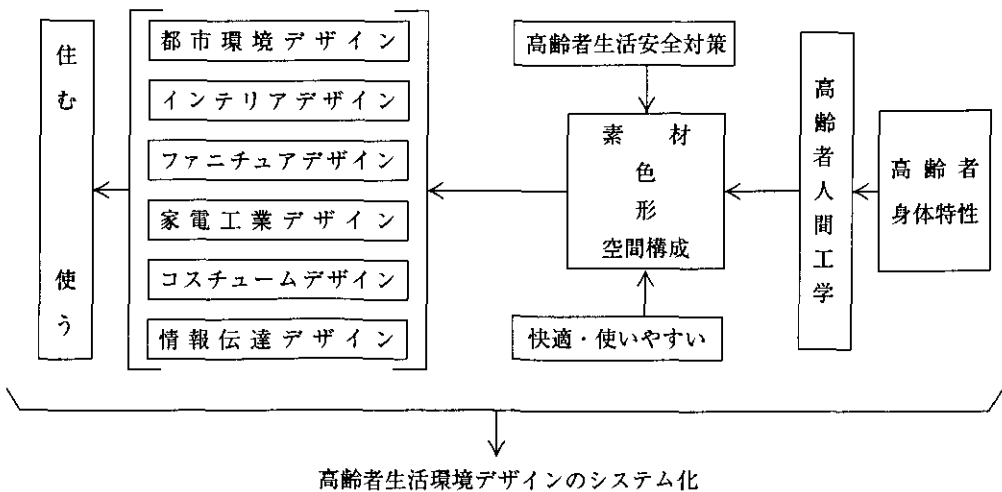 住む 使う
都市環境デザイン
インテリアデザイン
ファニチュアデザイン
家電工業デザイン
コスチュームデザイン
情報伝達デザイン
高齢者生活安全対策
素材
色
形
空間構成
快適・使いやすい
高齢者人間工学
高齢者
身体特性
高齢者生活環境デザインのシステム化